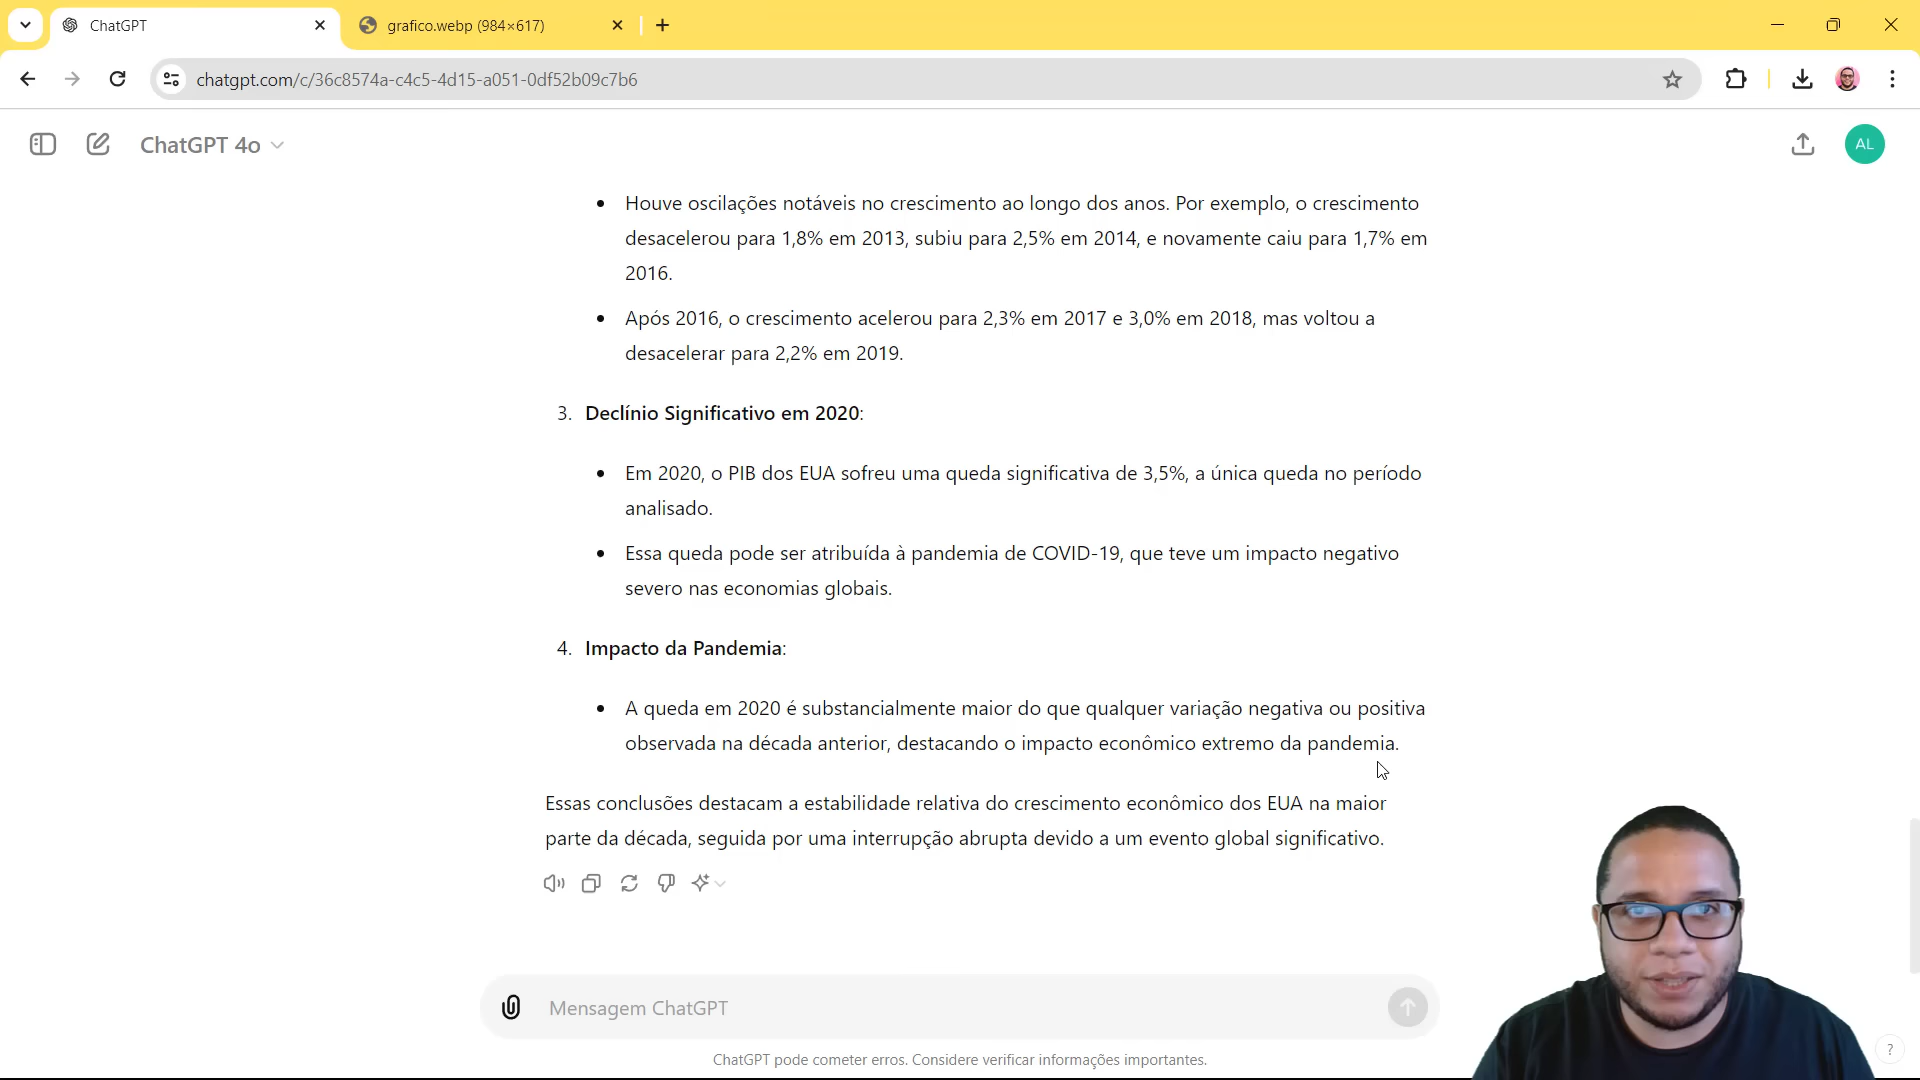 ChatGPT
grafico.webp (984×617)
chatgpt.com/c/36c8574a-c4c5-4d15-a051-0df52b09c7b6
ChatGPT 4o
AL
Houve oscilações notáveis no crescimento ao longo dos anos. Por exemplo, o crescimento
desacelerou para 1,8% em 2013, subiu para 2,5% em 2014, e novamente caiu para 1,7% em
2016.
Após 2016, o crescimento acelerou para 2,3% em 2017 e 3,0% em 2018, mas voltou a
desacelerar para 2,2% em 2019.
3. Declínio Significativo em 2020:
Em 2020, o PIB dos EUA sofreu uma queda significativa de 3,5%, a única queda no período
analisado.
Essa queda pode ser atribuída à pandemia de COVID-19, que teve um impacto negativo
severo nas economias globais.
4. Impacto da Pandemia:
A queda em 2020 é substancialmente maior do que qualquer variação negativa ou positiva
observada na década anterior, destacando o impacto econômico extremo da pandemia.
Essas conclusões destacam a estabilidade relativa do crescimento econômico dos EUA na maior
parte da década, seguida por uma interrupção abrupta devido a um evento global significativo.
Mensagem ChatGPT
ChatGPT pode cometer erros. Considere verificar informações importantes.
?